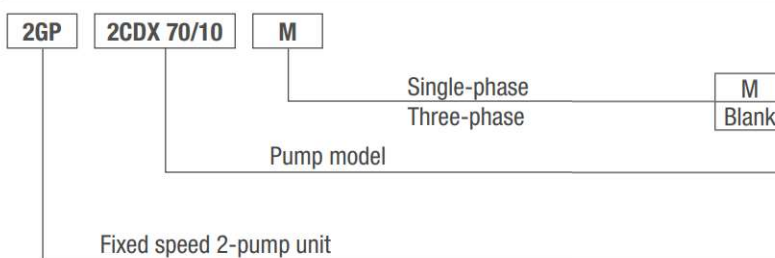 2GP 2CDX 70/10 M
Single-phase M
Three-phase Blank
Pump model
Fixed speed 2-pump unit